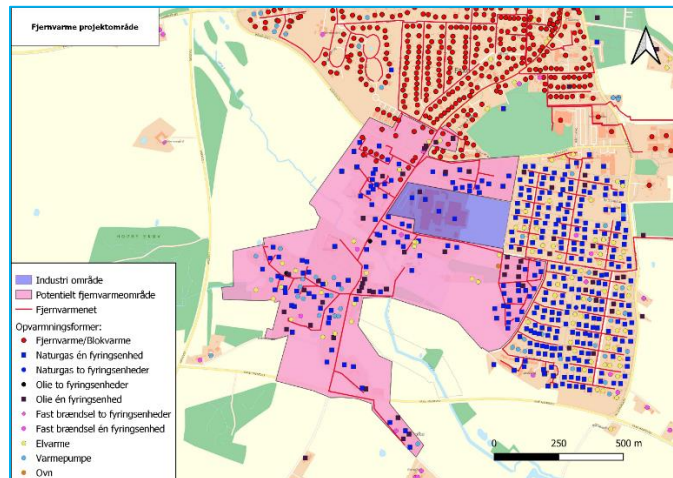 Fjernvarme projektområde
Industri område
Potentielt fjernvarmeområde
Fjernvarmenet
Opvarmningsformer:
Fjernvarme/Blokvarme
Naturgas én fyringsenhed
Naturgas to fyringsenheder
Olie to fyringsenheder
Olie én fyringsenhed
Fast brændsel to fyringsenheder
Fast brændsel én fyringsenhed
Elvarme
Varmepumpe
Ovn
0 250 500 m